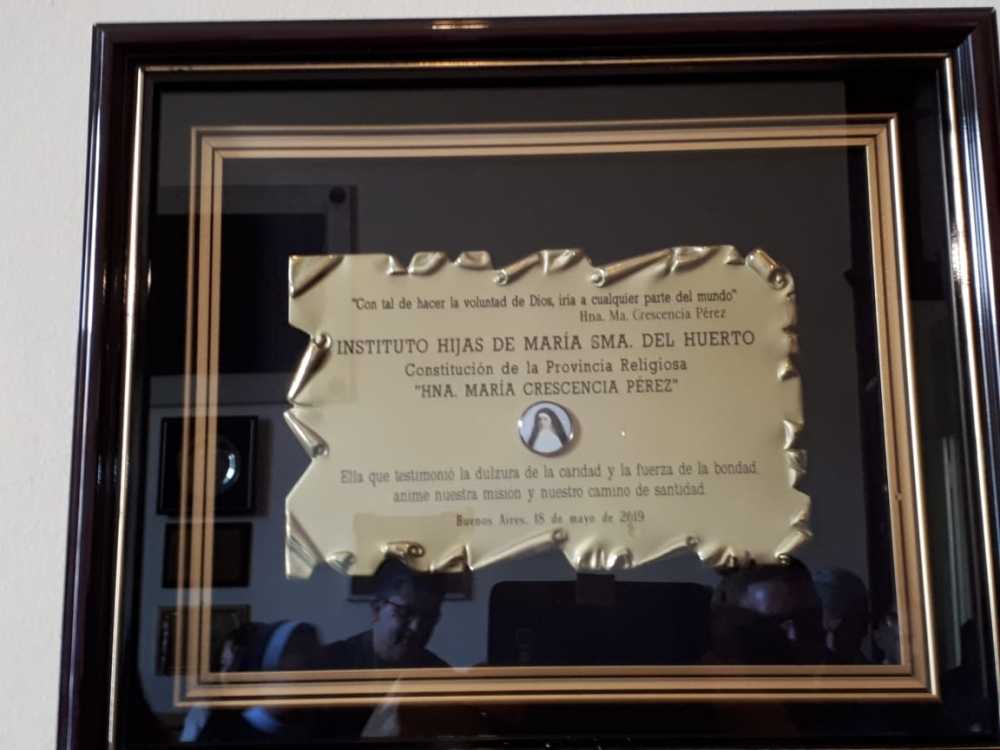 "Con tal de hacer la voluntad de Dios, iría a cualquier parte del mundo"
Hna. Ma. Crescencia Pérez
INSTITUTO HIJAS DE MARÍA SMA. DEL HUERTO
Constitución de la Provincia Religiosa
"HNA. MARÍA CRESCENCIA PÉREZ"
Ella que testimonió la dulzura de la caridad y la fuerza de la bondad,
anime nuestra misión y nuestro camino de santidad.
Buenos Aires, 18 de mayo de 2019